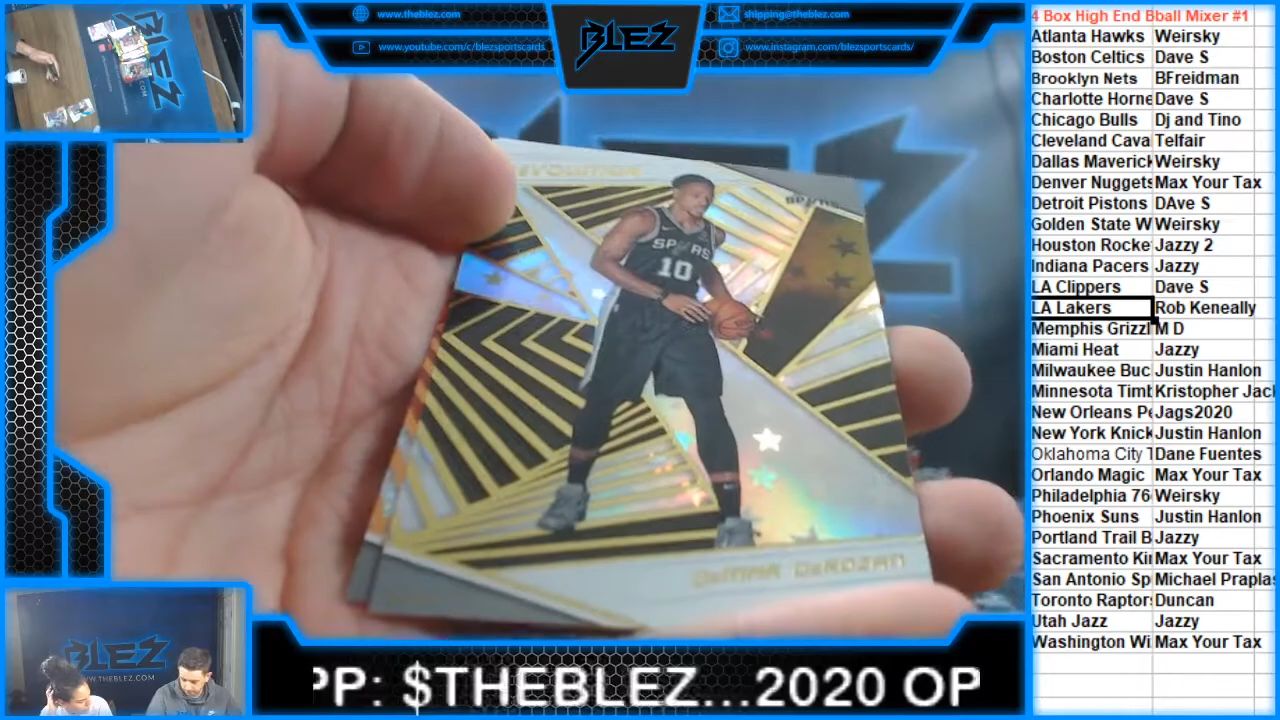 www.theblez.com
shipping@theblez.com
www.youtube.com/c/blezsportscards
www.instagram.com/blezsportscards/
BLEZ
BLEZ
.COM
SPURS
SPURS
10
DeMAR DeROZAN
BLEZ
WWW.THEBLEZ.COM
PP: $THEBLEZ...2020 OP
4 Box High End Bball Mixer #1
Atlanta Hawks Weirsky
Boston Celtics Dave S
Brooklyn Nets BFreidman
Charlotte Horne Dave S
Chicago Bulls Dj and Tino
Cleveland Cava Telfair
Dallas Maverick Weirsky
Denver Nuggets Max Your Tax
Detroit Pistons DAve S
Golden State W Weirsky
Houston Rocke Jazzy 2
Indiana Pacers Jazzy
LA Clippers Dave S
LA Lakers Rob Keneally
Memphis Grizzl M D
Miami Heat Jazzy
Milwaukee Buc Justin Hanlon
Minnesota Timb Kristopher Jack
New Orleans Pe Jags2020
New York Knick Justin Hanlon
Oklahoma City T Dane Fuentes
Orlando Magic Max Your Tax
Philadelphia 76 Weirsky
Phoenix Suns Justin Hanlon
Portland Trail B Jazzy
Sacramento Kin Max Your Tax
San Antonio Sp Michael Praplas
Toronto Raptors Duncan
Utah Jazz Jazzy
Washington Wi Max Your Tax